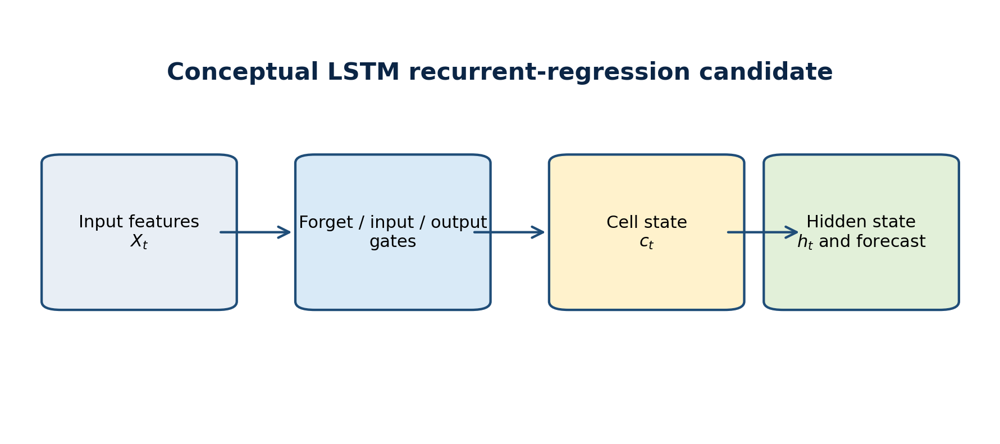 Conceptual LSTM recurrent-regression candidate
Input features
Xₜ
Forget / input / output
gates
Cell state
cₜ
Hidden state
hₜ and forecast